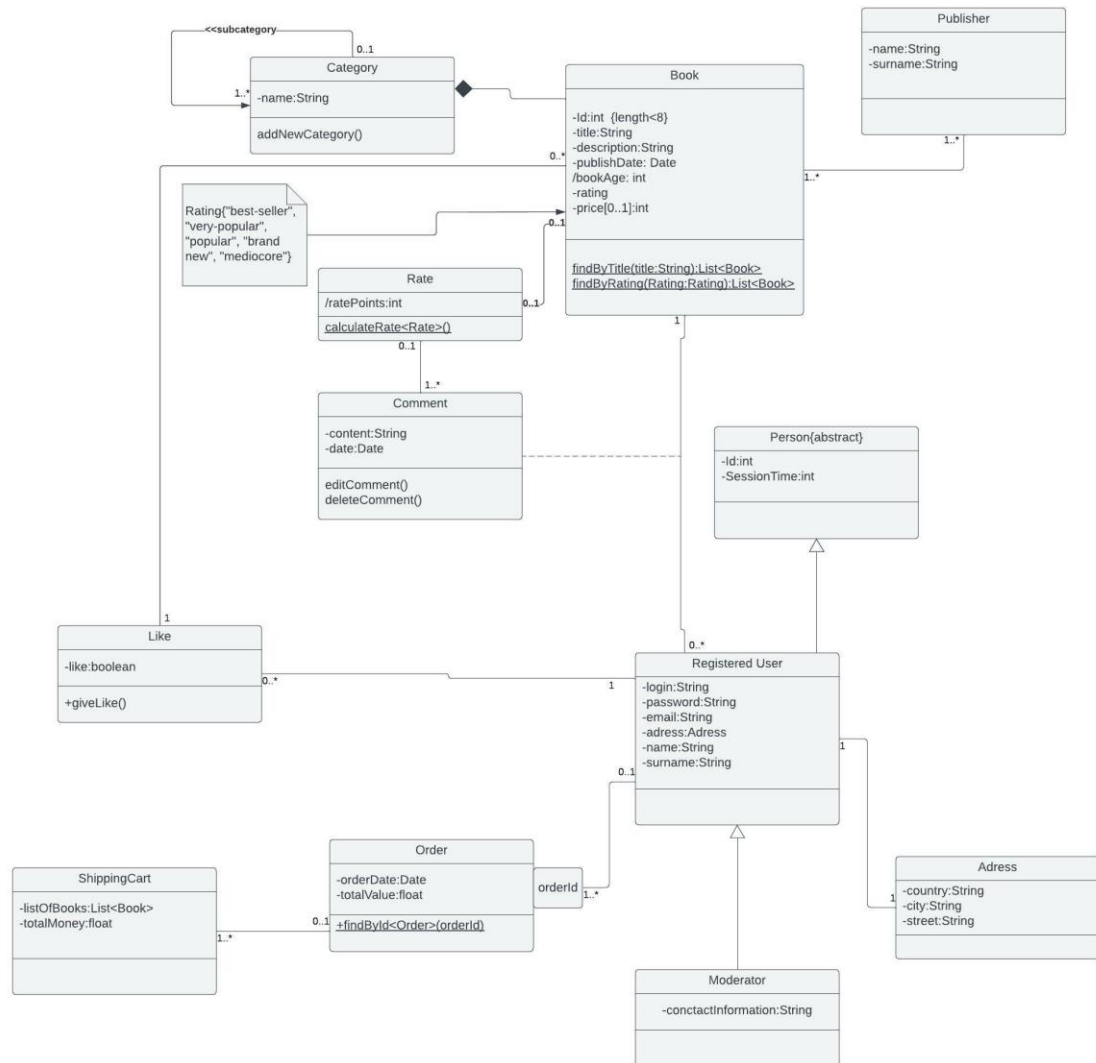 <<subcategory
0..1
1..*
Category
-name:String
addNewCategory()
Book
-Id:int {length<8}
-title:String
-description:String
-publishDate: Date
/bookAge: int
-rating
-price[0..1]:int
findByTitle(title:String):List<Book>
findByRating(Rating:Rating):List<Book>
Publisher
-name:String
-surname:String
1..*
1..*
0..*
Rating{"best-seller",
"very-popular",
"popular", "brand
new", "mediocore"}
0..1
0..1
Rate
/ratePoints:int
calculateRate<Rate>()
0..1
1..*
1
Comment
-content:String
-date:Date
editComment()
deleteComment()
Person{abstract}
-Id:int
-SessionTime:int
1
Like
-like:boolean
+giveLike()
0..*
1
0..*
Registered User
-login:String
-password:String
-email:String
-adress:Adress
-name:String
-surname:String
1
0..1
Order
-orderDate:Date
-totalValue:float
+findById<Order>(orderId)
orderId
1..*
ShippingCart
-listOfBooks:List<Book>
-totalMoney:float
1..*
0..1
1
Adress
-country:String
-city:String
-street:String
Moderator
-conctactInformation:String